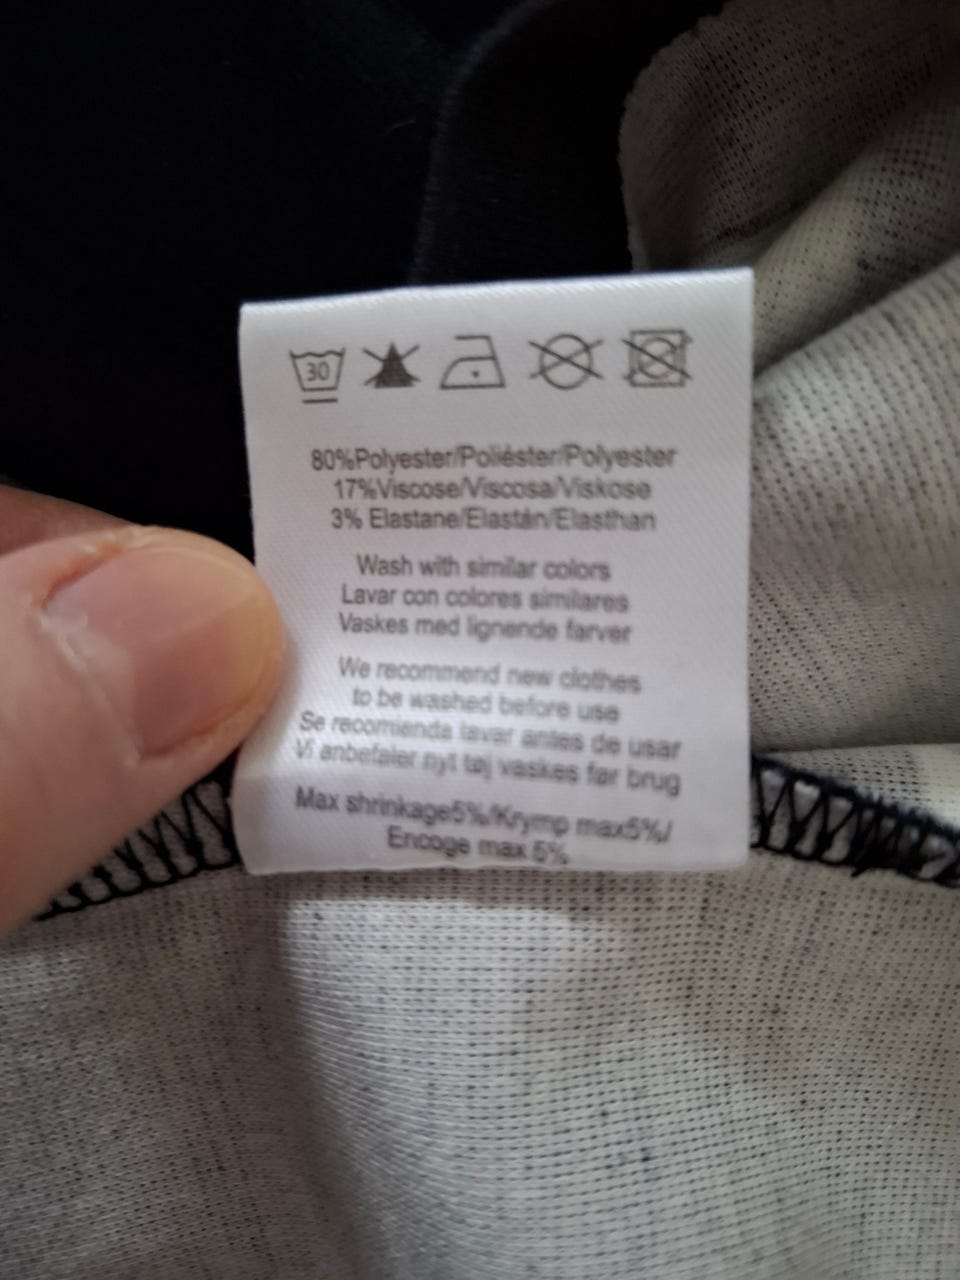 30
80%Polyester/Poliéster/Polyester
17%Viscose/Viscosa/Viskose
3% Elastane/Elastán/Elasthan
Wash with similar colors
Lavar con colores similares
Vaskes med lignende farver
We recommend new clothes
to be washed before use
Se recomienda lavar antes de usar
Vi anbefaler nyt tøj vaskes før brug
Max shrinkage5%/Krymp max5%/
Encoge max 5%